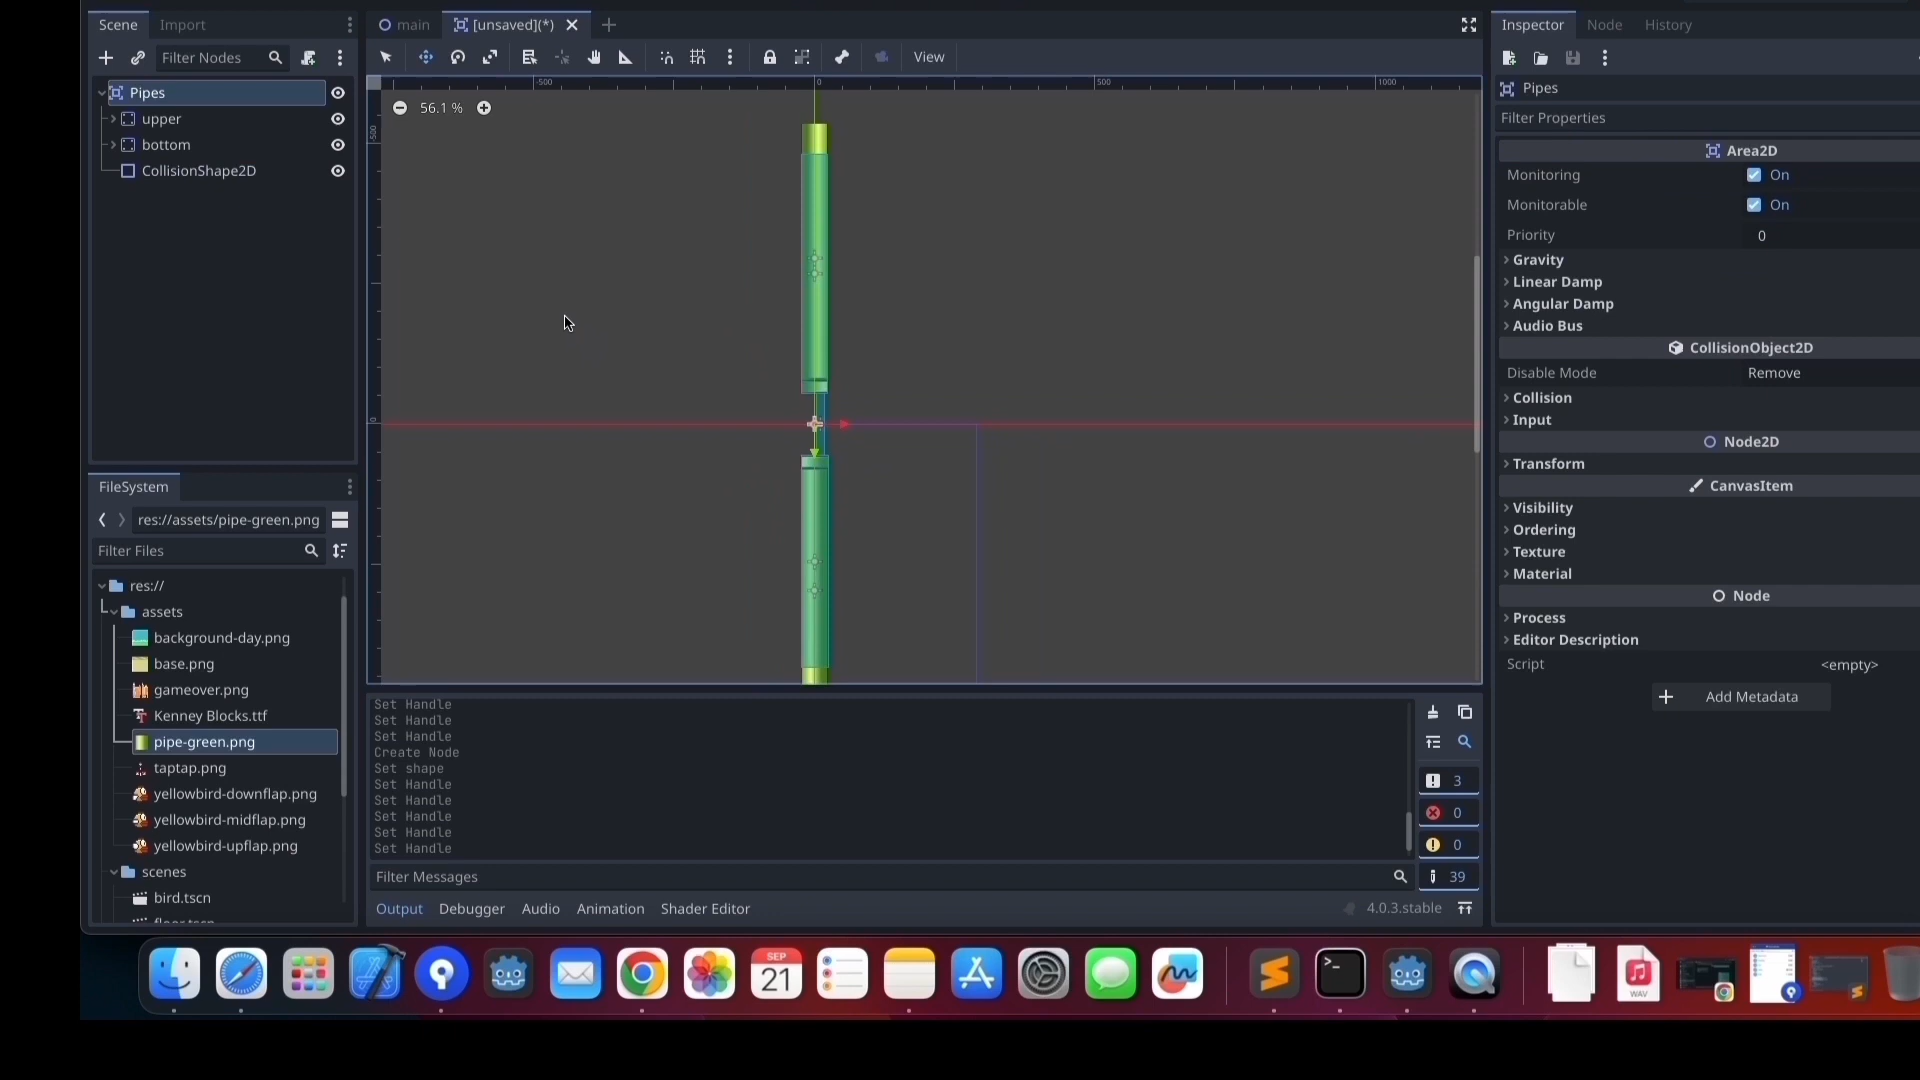 Scene
Import
main
[unsaved](*)
Inspector
Node
History
Filter Nodes
View
Pipes
upper
bottom
CollisionShape2D
-500
0
500
1000
500
0
56.1 %
Pipes
Filter Properties
Area2D
Monitoring
On
Monitorable
On
Priority
0
Gravity
Linear Damp
Angular Damp
Audio Bus
CollisionObject2D
Disable Mode
Remove
Collision
Input
Node2D
Transform
CanvasItem
Visibility
Ordering
Texture
Material
Node
Process
Editor Description
Script
<empty>
Add Metadata
FileSystem
res://assets/pipe-green.png
Filter Files
res://
assets
background-day.png
base.png
gameover.png
Kenney Blocks.ttf
pipe-green.png
taptap.png
yellowbird-downflap.png
yellowbird-midflap.png
yellowbird-upflap.png
scenes
bird.tscn
floor.tscn
Set Handle
Set Handle
Set Handle
Create Node
Set shape
Set Handle
Set Handle
Set Handle
Set Handle
Set Handle
3
0
0
39
Filter Messages
Output
Debugger
Audio
Animation
Shader Editor
4.0.3.stable
SEP
21
WAV